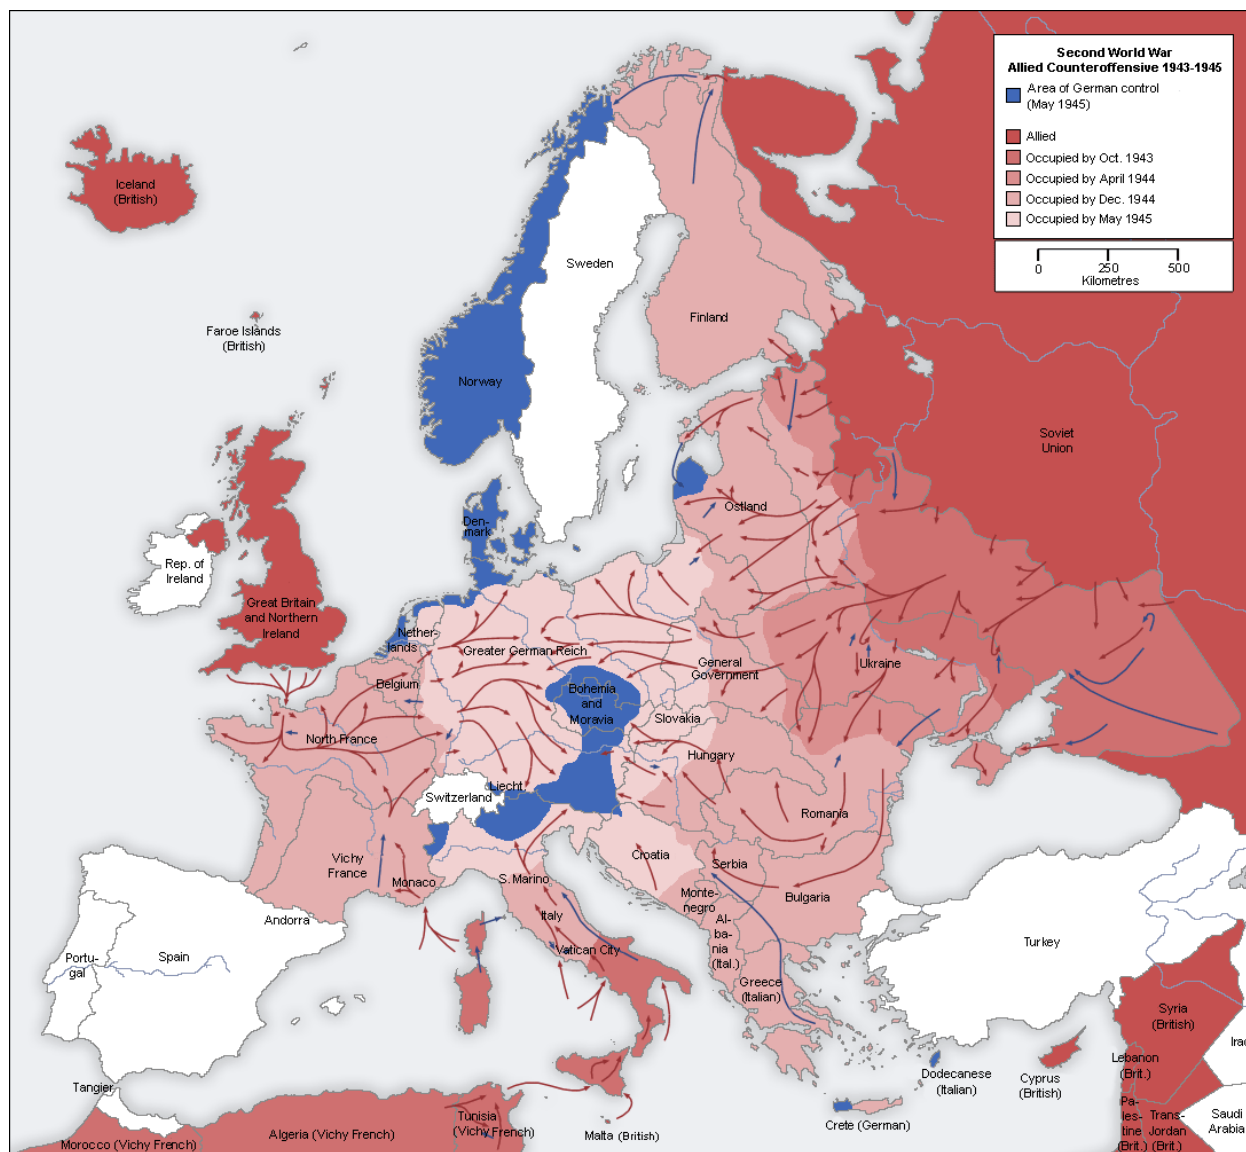 Second World War
Allied Counteroffensive 1943-1945
Area of German control
(May 1945)
Allied
Occupied by Oct. 1943
Occupied by April 1944
Occupied by Dec. 1944
Occupied by May 1945
0
250
500
Kilometres
Iceland
(British)
Faroe Islands
(British)
Sweden
Finland
Norway
Soviet
Union
Den-
mark
Ostland
Rep. of
Ireland
Great Britain
and Northern
Ireland
Nether-
lands
Greater German Reich
Belgium
General
Government
Ukraine
Bohemia
and
Moravia
Slovakia
North France
Hungary
Liecht
Switzerland
Romania
Vichy
France
Monaco
S. Marino
Croatia
Serbia
Monte-
negro
Bulgaria
Andorra
Italy
Vatican City
Al-
ba-
nia
(Ital.)
Greece
(Italian)
Portu-
gal
Spain
Turkey
Syria
(British)
Iraq
Lebanon
(Brit.)
Dodecanese
(Italian)
Cyprus
(British)
Tangier
Tunisia
(Vichy French)
Morocco (Vichy French)
Algeria (Vichy French)
Malta (British)
Crete (German)
Pa-
les-
tine
(Brit.)
Trans-
Jordan
(Brit.)
Saudi
Arabia